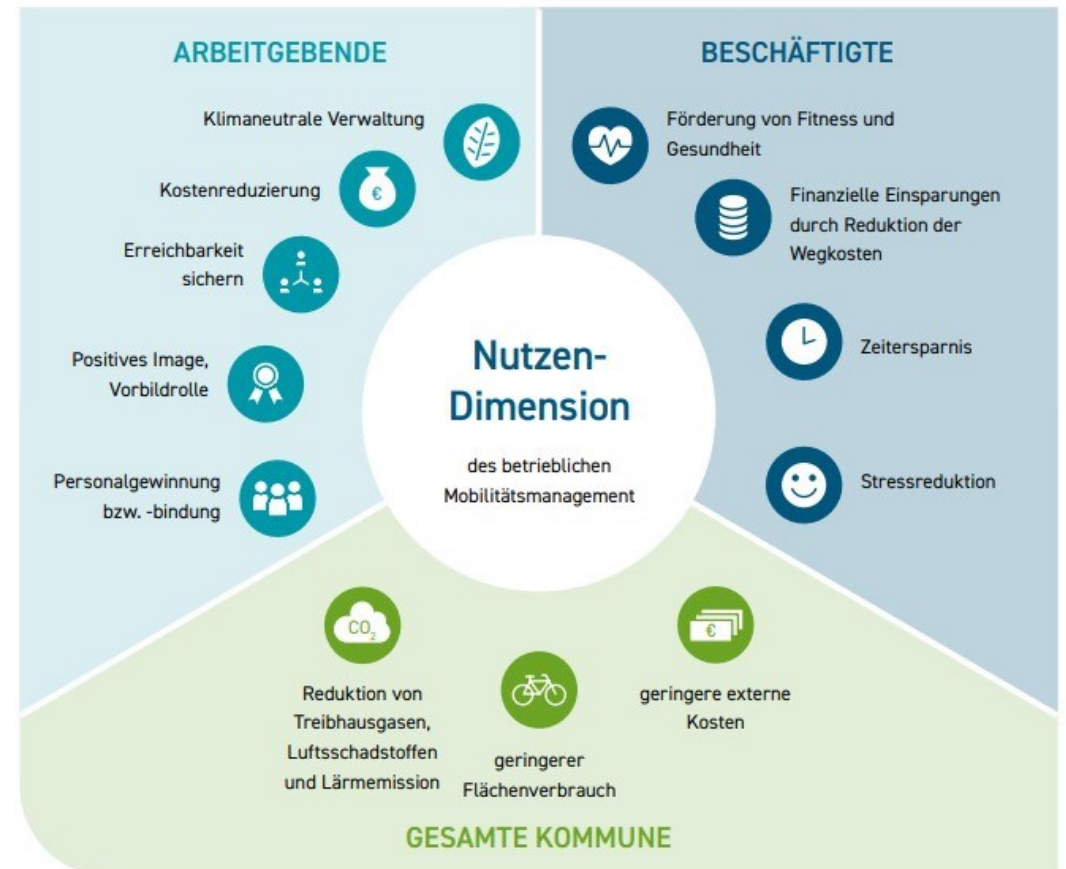 ARBEITGEBENDE
Klimaneutrale Verwaltung
€
Kostenreduzierung
Erreichbarkeit
sichern
Positives Image,
Vorbildrolle
Personalgewinnung
bzw. -bindung
BESCHÄFTIGTE
Förderung von Fitness und
Gesundheit
Finanzielle Einsparungen
durch Reduktion der
Wegkosten
Zeitersparnis
Stressreduktion
Nutzen-
Dimension
des betrieblichen
Mobilitätsmanagement
CO₂
Reduktion von
Treibhausgasen,
Luftsschadstoffen
und Lärmemission
geringerer
Flächenverbrauch
€
geringere externe
Kosten
GESAMTE KOMMUNE